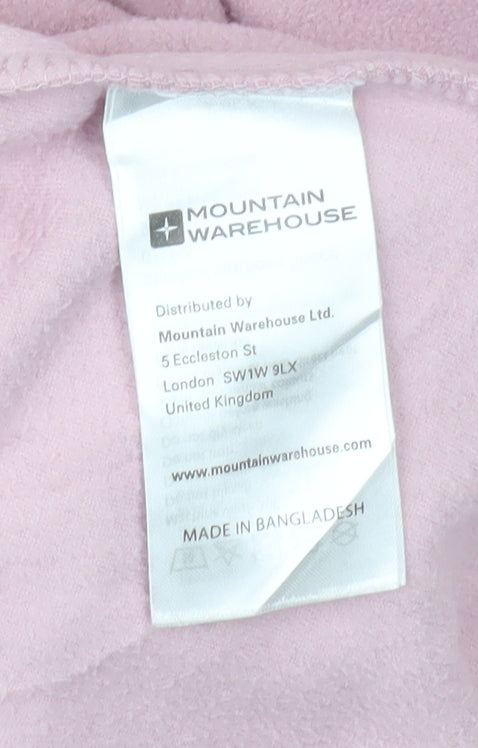 MOUNTAIN
WAREHOUSE
Distributed by
Mountain Warehouse Ltd.
5 Eccleston St
London SW1W 9LX
United Kingdom
www.mountainwarehouse.com
MADE IN BANGLADESH